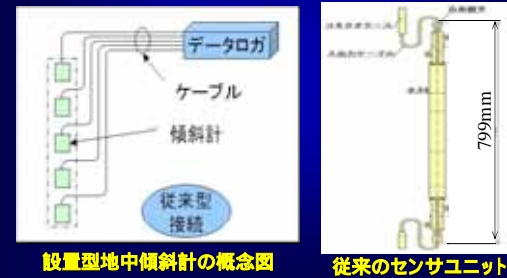 データロガ
ケーブル
傾斜計
従来型
接続
設置型地中傾斜計の概念図
799mm
従来のセンサユニット